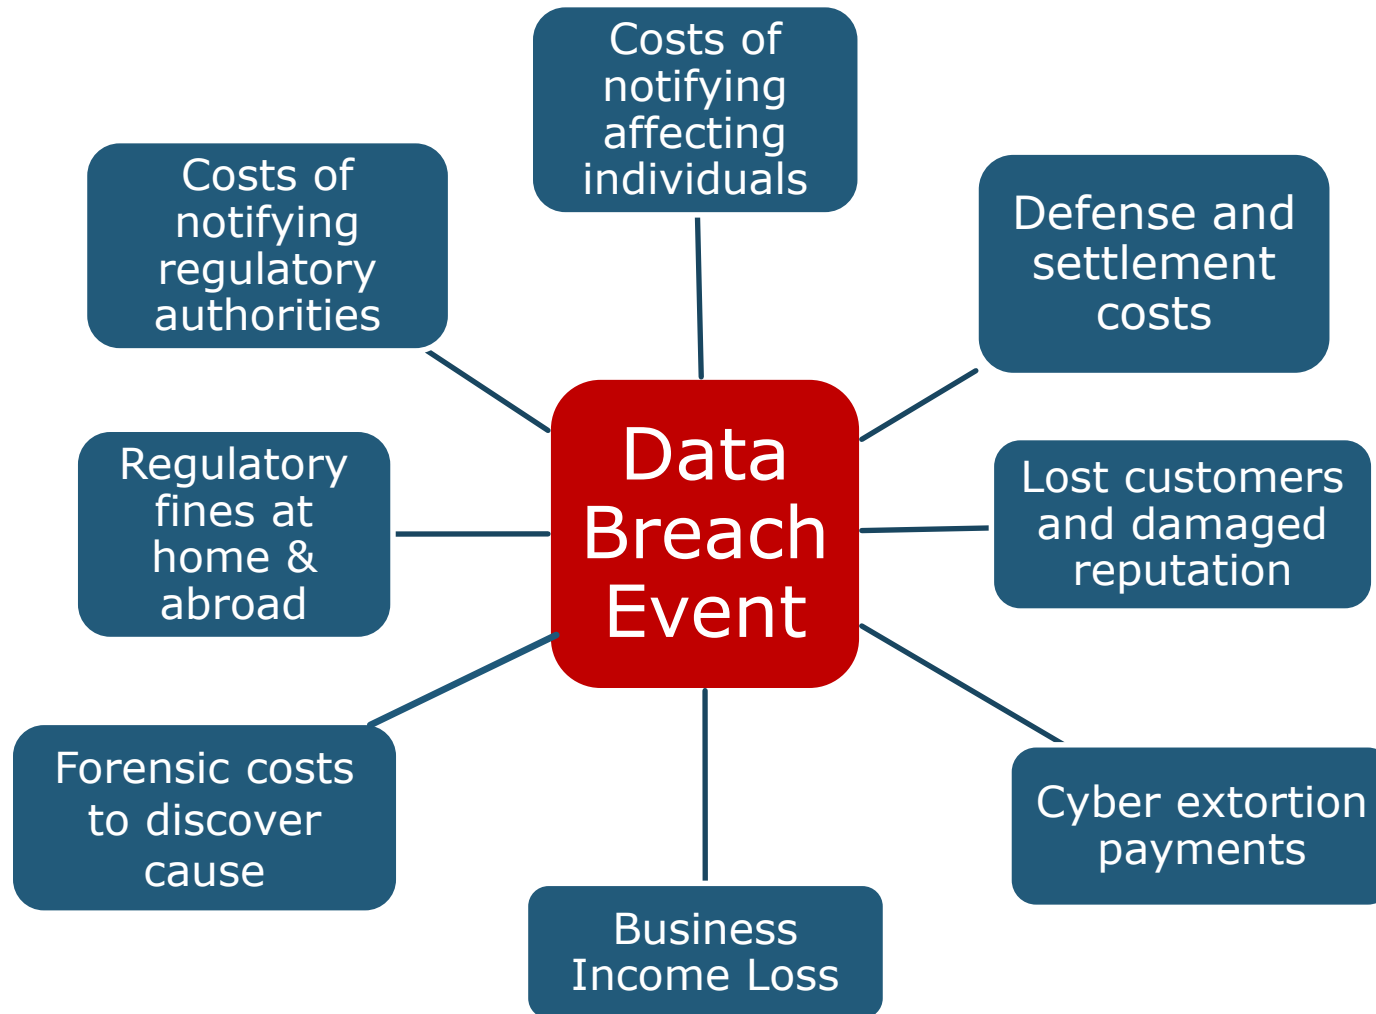 Costs of
notifying
affecting
individuals
Costs of
notifying
regulatory
authorities
Defense and
settlement
costs
Data
Breach
Event
Regulatory
fines at
home &
abroad
Lost customers
and damaged
reputation
Forensic costs
to discover
cause
Cyber extortion
payments
Business
Income Loss